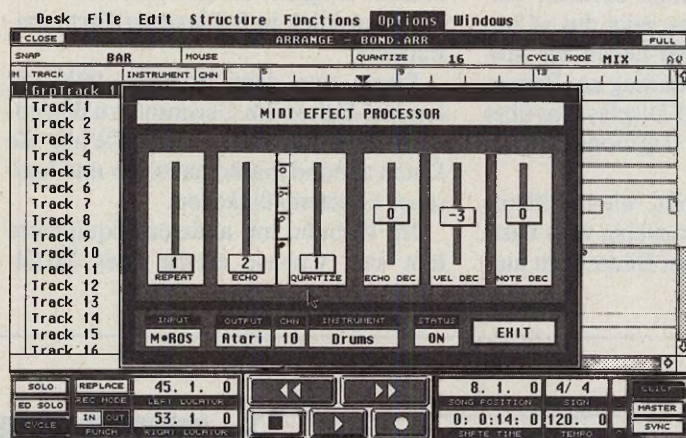 Desk File Edit Structure Functions Options Windows
CLOSE ARRANGE - BOND.ARR FULL
SNAP BAR MOUSE QUANTIZE 16 CYCLE MODE MIX
M TRACK INSTRUMENT CHN 5 9 13
GrpTrack 1
Track 1
Track 2
Track 3
Track 4
Track 5
Track 6
Track 7
Track 8
Track 9
Track 10
Track 11
Track 12
Track 13
Track 14
Track 15
Track 16
MIDI EFFECT PROCESSOR
1 2 1 0 -3 0
REPEAT ECHO QUANTIZE ECHO DEC VEL DEC NOTE DEC
INPUT OUTPUT CHN INSTRUMENT STATUS
M•ROS Atari 10 Drums ON EXIT
SOLO REPLACE 45. 1. 0 8. 1. 0 4/ 4 CLICK
ED SOLO REC MODE LEFT LOCATOR SONG POSITION SIGN MASTER
CYCLE IN OUT 53. 1. 0 0: 0:14: 0 120. 0 SYNC
PUNCH RIGHT LOCATOR SMPTE TIME TEMPO